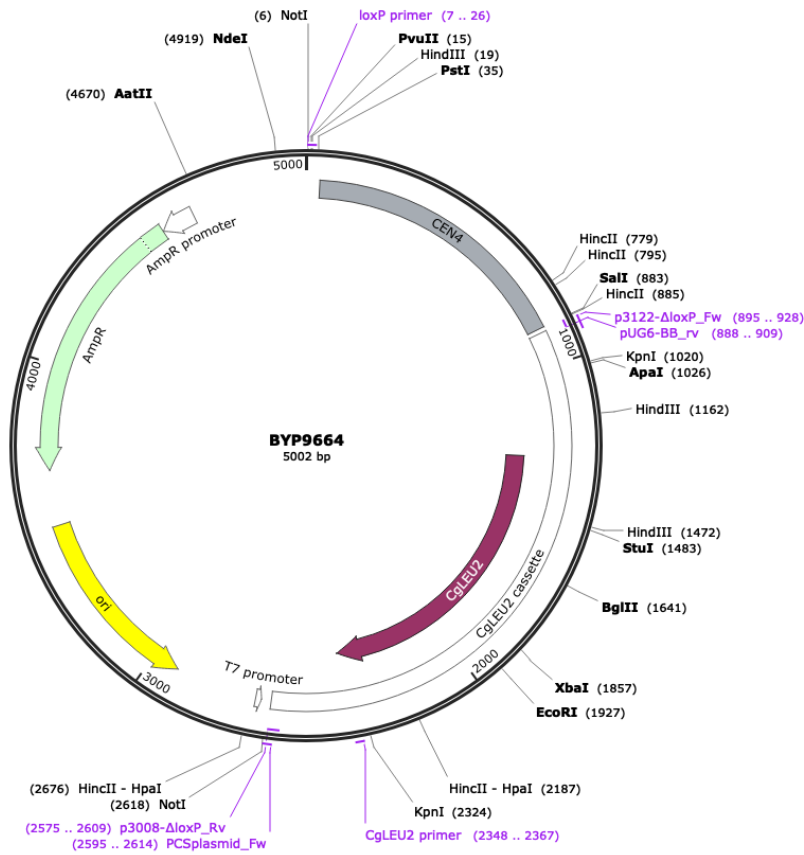 (6) NotI
loxP primer (7 .. 26)
(4919) NdeI
PvuII (15)
HindIII (19)
PstI (35)
(4670) AatII
5000
CEN4
AmpR promoter
HincII (779)
HincII (795)
SalI (883)
HincII (885)
p3122-ΔloxP_Fw (895 .. 928)
pUG6-BB_rv (888 .. 909)
1000
KpnI (1020)
ApaI (1026)
AmpR
4000
HindIII (1162)
BYP9664
5002 bp
HindIII (1472)
StuI (1483)
CgLEU2
CgLEU2 cassette
BglII (1641)
ori
T7 promoter
2000
3000
XbaI (1857)
EcoRI (1927)
(2676) HincII - HpaI
HincII - HpaI (2187)
(2618) NotI
KpnI (2324)
(2575 .. 2609) p3008-ΔloxP_Rv
CgLEU2 primer (2348 .. 2367)
(2595 .. 2614) PCSplasmid_Fw